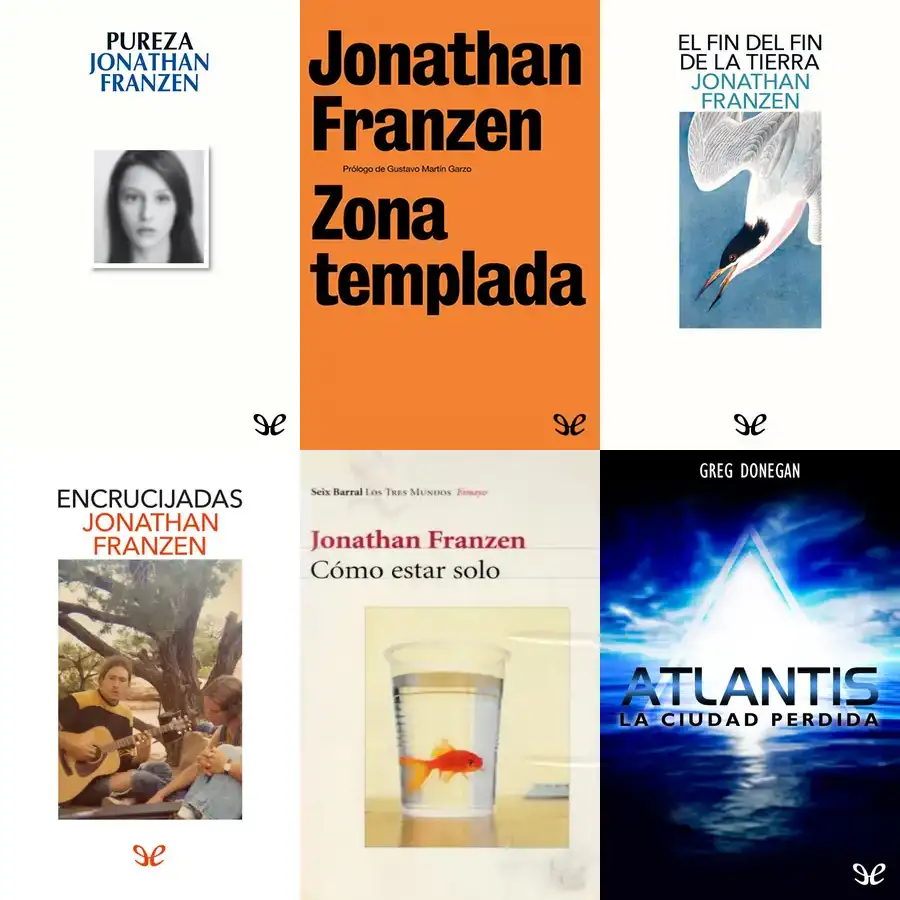 PUREZA
JONATHAN
FRANZEN
Jonathan
Franzen
Prólogo de Gustavo Martín Garzo
Zona
templada
EL FIN DEL FIN
DE LA TIERRA
JONATHAN
FRANZEN
ENCRUCIJADAS
JONATHAN
FRANZEN
Seix Barral Los Tres Mundos Ensayo
Jonathan Franzen
Cómo estar solo
GREG DONEGAN
ATLANTIS
LA CIUDAD PERDIDA